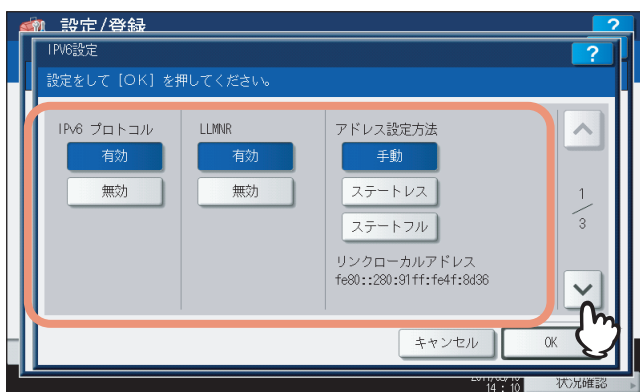 設定/登録
?
IPV6設定
?
設定をして [OK] を押してください。
IPv6 プロトコル
有効
無効
LLMNR
有効
無効
アドレス設定方法
手動
ステートレス
ステートフル
リンクローカルアドレス
fe80::280:91ff:fe4f:8d36
1
/
3
キャンセル
OK
14 : 10
状況確認